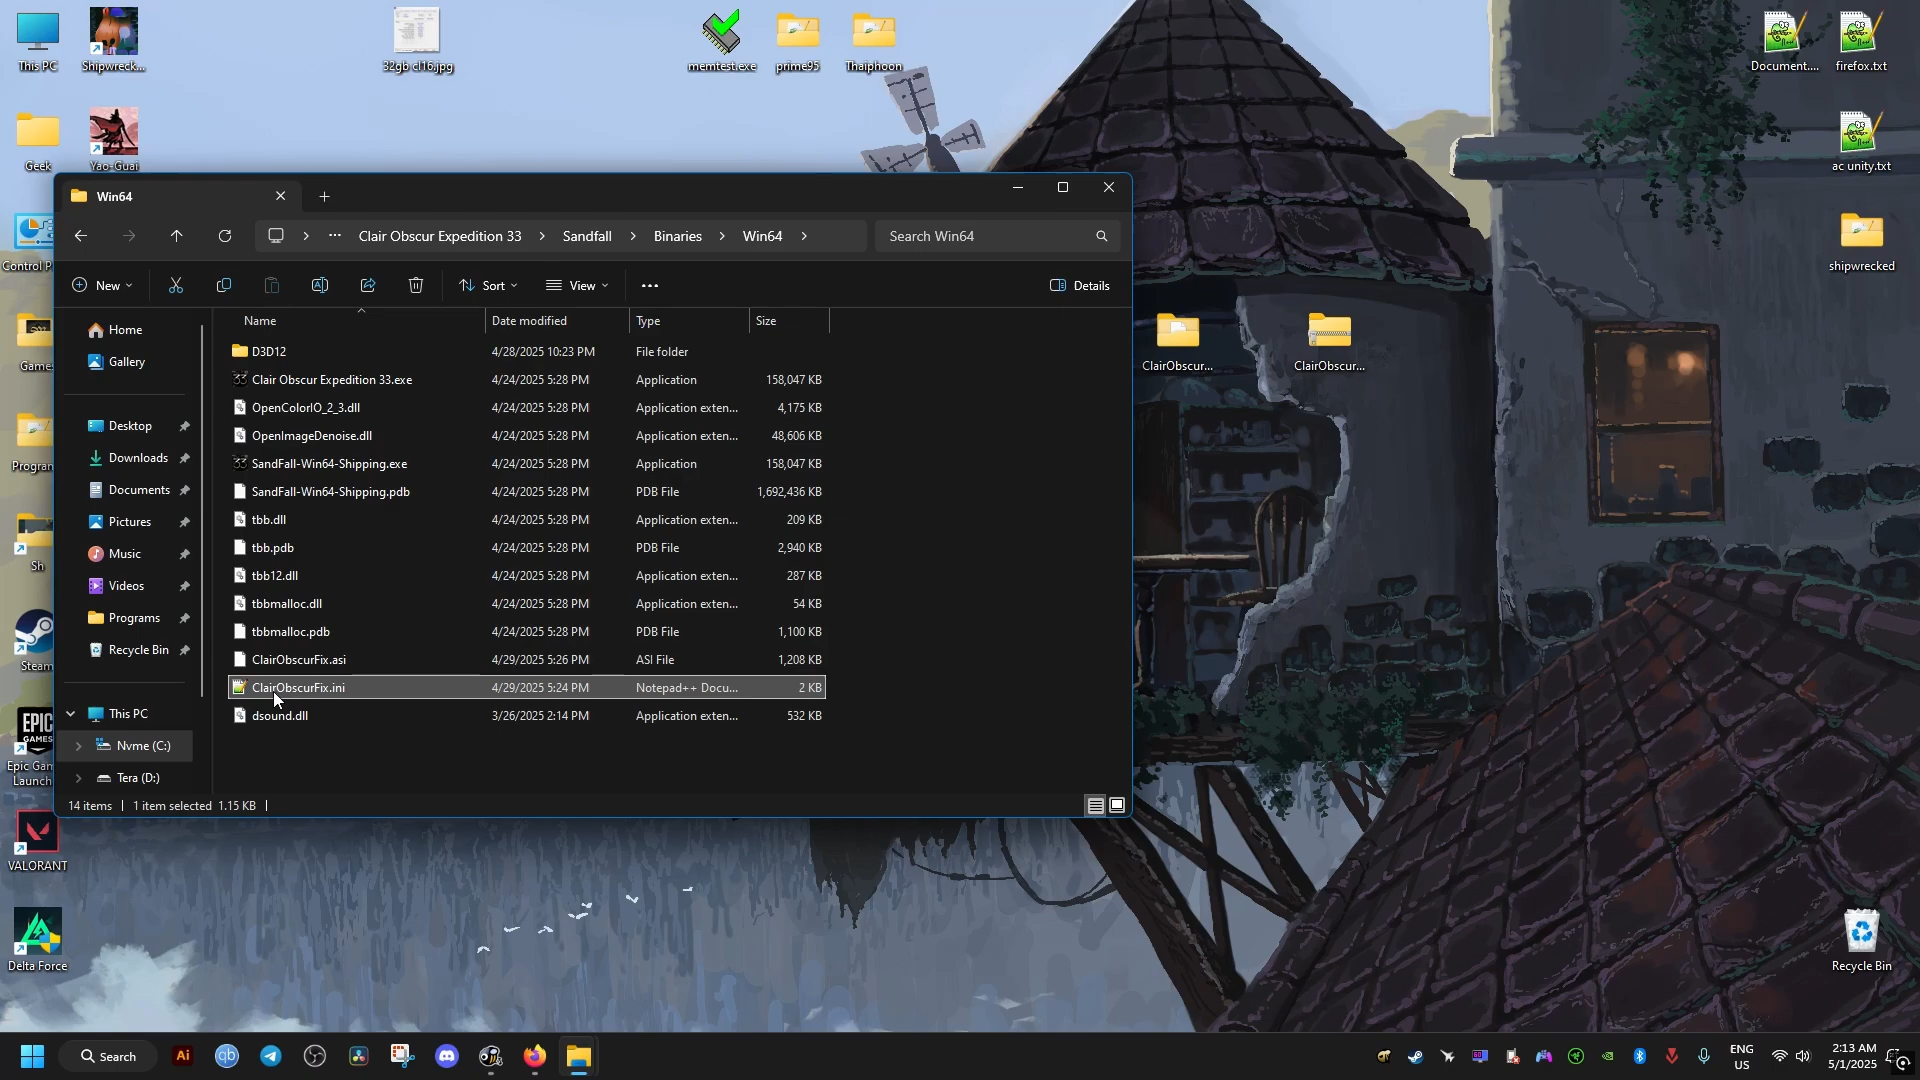 This PC
Shipwreck...
32gb cl16.jpg
memtest.exe
prime95
Thaiphoon
Document....
firefox.txt
Geek
Yao-Guai
ac unity.txt
Control P
shipwrecked
Games
Program
Sh
Steam
EPIC
GAMES
Epic Gam
Launch
VALORANT
Delta Force
ClairObscur...
ClairObscur...
Recycle Bin
Win64
Clair Obscur Expedition 33
Sandfall
Binaries
Win64
Search Win64
New
Sort
View
Details
Home
Gallery
Desktop
Downloads
Documents
Pictures
Music
Videos
Programs
Recycle Bin
This PC
Nvme (C:)
Tera (D:)
Name Date modified Type Size
D3D12 4/28/2025 10:23 PM File folder
Clair Obscur Expedition 33.exe 4/24/2025 5:28 PM Application 158,047 KB
OpenColorIO_2_3.dll 4/24/2025 5:28 PM Application exten... 4,175 KB
OpenImageDenoise.dll 4/24/2025 5:28 PM Application exten... 48,606 KB
SandFall-Win64-Shipping.exe 4/24/2025 5:28 PM Application 158,047 KB
SandFall-Win64-Shipping.pdb 4/24/2025 5:28 PM PDB File 1,692,436 KB
tbb.dll 4/24/2025 5:28 PM Application exten... 209 KB
tbb.pdb 4/24/2025 5:28 PM PDB File 2,940 KB
tbb12.dll 4/24/2025 5:28 PM Application exten... 287 KB
tbbmalloc.dll 4/24/2025 5:28 PM Application exten... 54 KB
tbbmalloc.pdb 4/24/2025 5:28 PM PDB File 1,100 KB
ClairObscurFix.asi 4/29/2025 5:26 PM ASI File 1,208 KB
ClairObscurFix.ini 4/29/2025 5:24 PM Notepad++ Docu... 2 KB
dsound.dll 3/26/2025 2:14 PM Application exten... 532 KB
14 items 1 item selected 1.15 KB
Search
Ai
qb
ENG
US
2:13 AM
5/1/2025